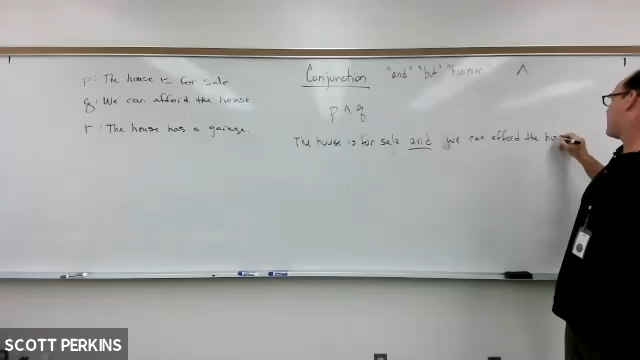 p: The house is for sale
q: We can afford the house
r: The house has a garage.
Conjunction "and" "but" "however" ∧
p ∧ q
The house is for sale and we can afford the ho
SCOTT PERKINS